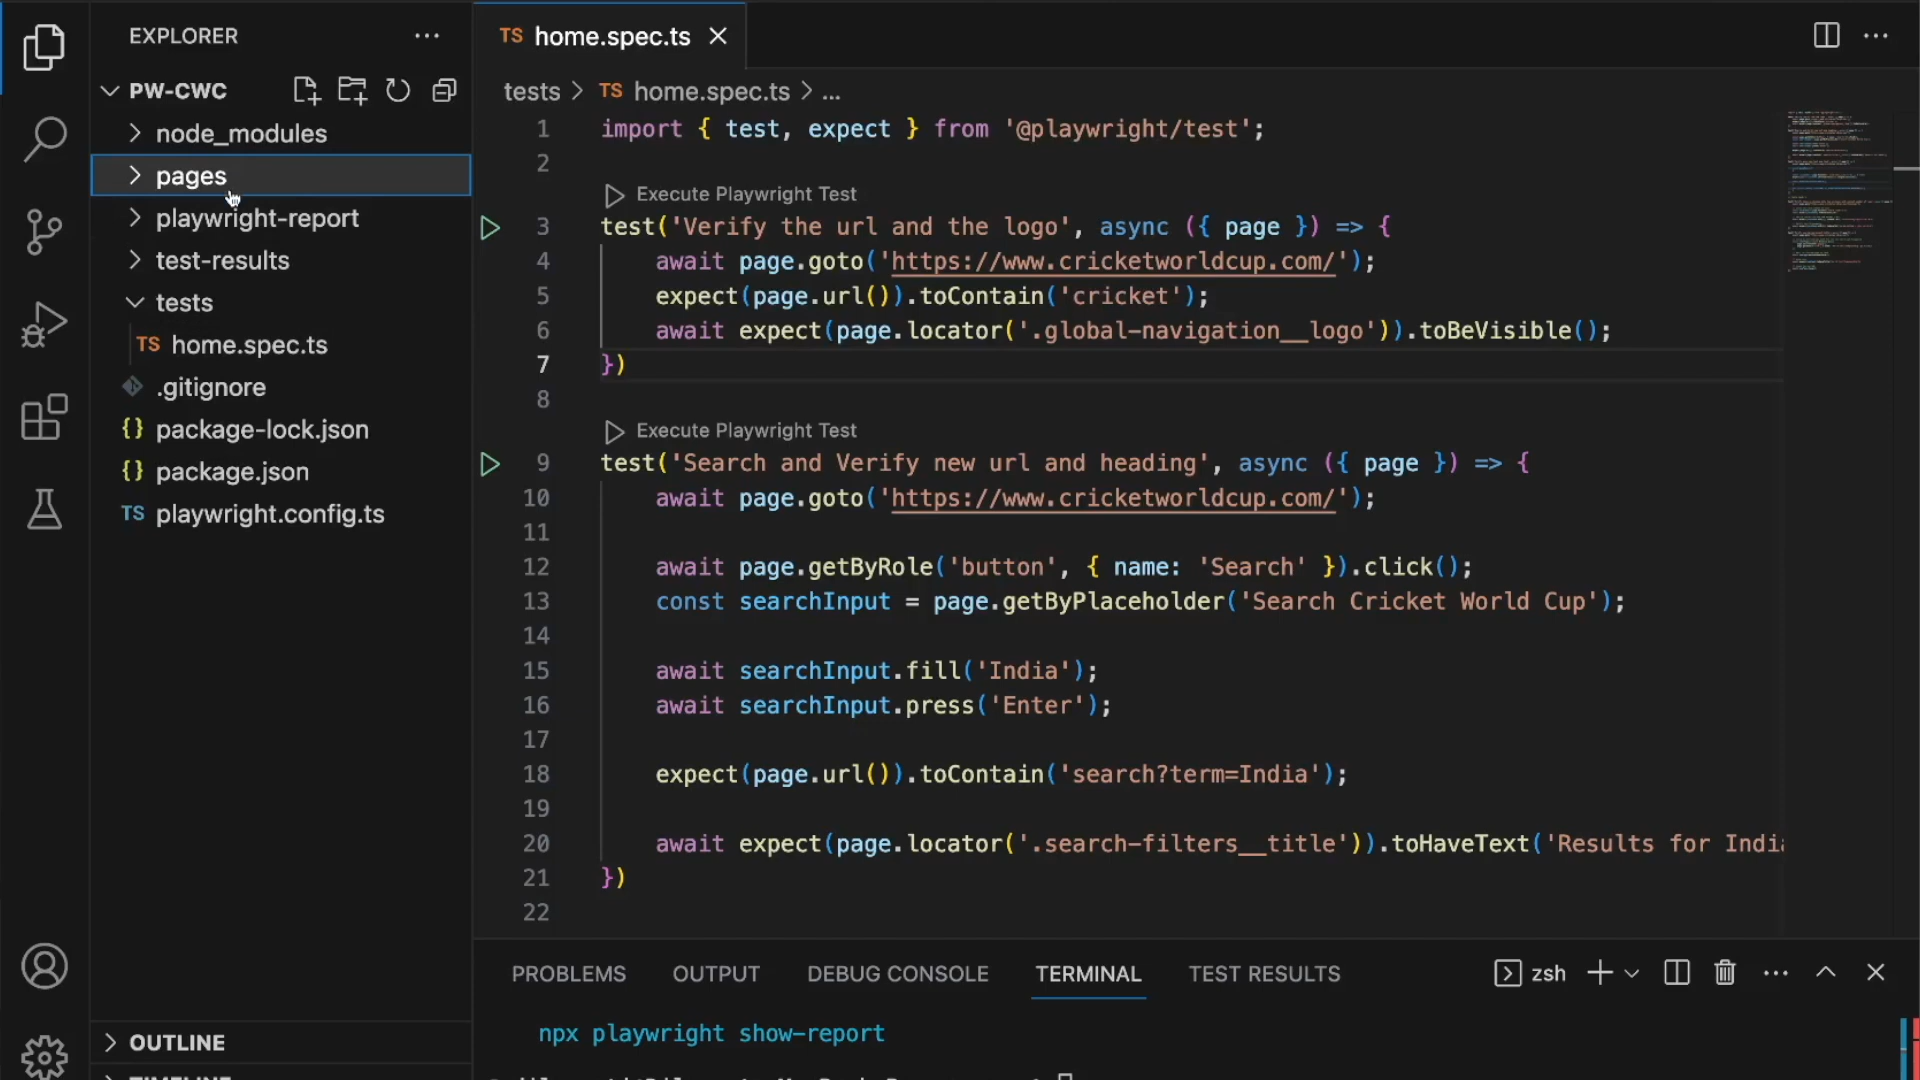 EXPLORER
PW-CWC
node_modules
pages
playwright-report
test-results
tests
TS home.spec.ts
.gitignore
{} package-lock.json
{} package.json
TS playwright.config.ts
OUTLINE
TIMELINE
TS home.spec.ts
tests > TS home.spec.ts > ...
1 import { test, expect } from '@playwright/test';
2
Execute Playwright Test
3 test('Verify the url and the logo', async ({ page }) => {
4 await page.goto('https://www.cricketworldcup.com/');
5 expect(page.url()).toContain('cricket');
6 await expect(page.locator('.global-navigation__logo')).toBeVisible();
7 })
8
Execute Playwright Test
9 test('Search and Verify new url and heading', async ({ page }) => {
10 await page.goto('https://www.cricketworldcup.com/');
11
12 await page.getByRole('button', { name: 'Search' }).click();
13 const searchInput = page.getByPlaceholder('Search Cricket World Cup');
14
15 await searchInput.fill('India');
16 await searchInput.press('Enter');
17
18 expect(page.url()).toContain('search?term=India');
19
20 await expect(page.locator('.search-filters__title')).toHaveText('Results for Indi
21 })
22
PROBLEMS OUTPUT DEBUG CONSOLE TERMINAL TEST RESULTS zsh
npx playwright show-report